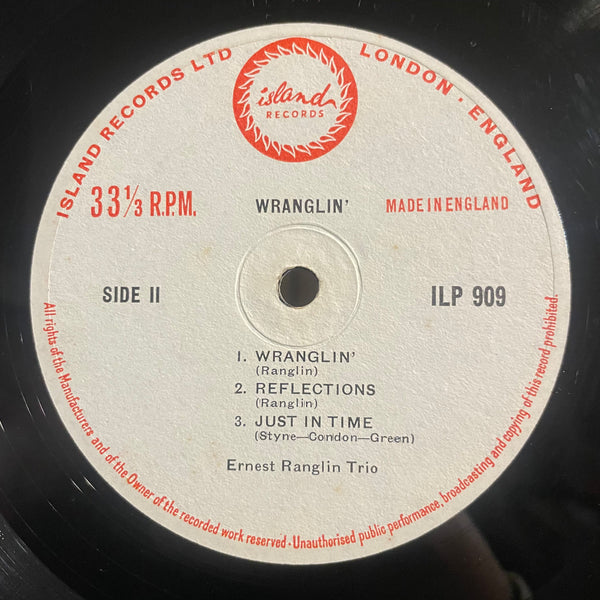 ISLAND RECORDS LTD LONDON · ENGLAND
island
RECORDS
33⅓ R.P.M.
WRANGLIN'
MADE IN ENGLAND
SIDE II
ILP 909
1. WRANGLIN'
(Ranglin)
2. REFLECTIONS
(Ranglin)
3. JUST IN TIME
(Styne—Condon—Green)
Ernest Ranglin Trio
All rights of the Manufacturers and of the Owner of the recorded work reserved · Unauthorised public performance, broadcasting and copying of this record prohibited.